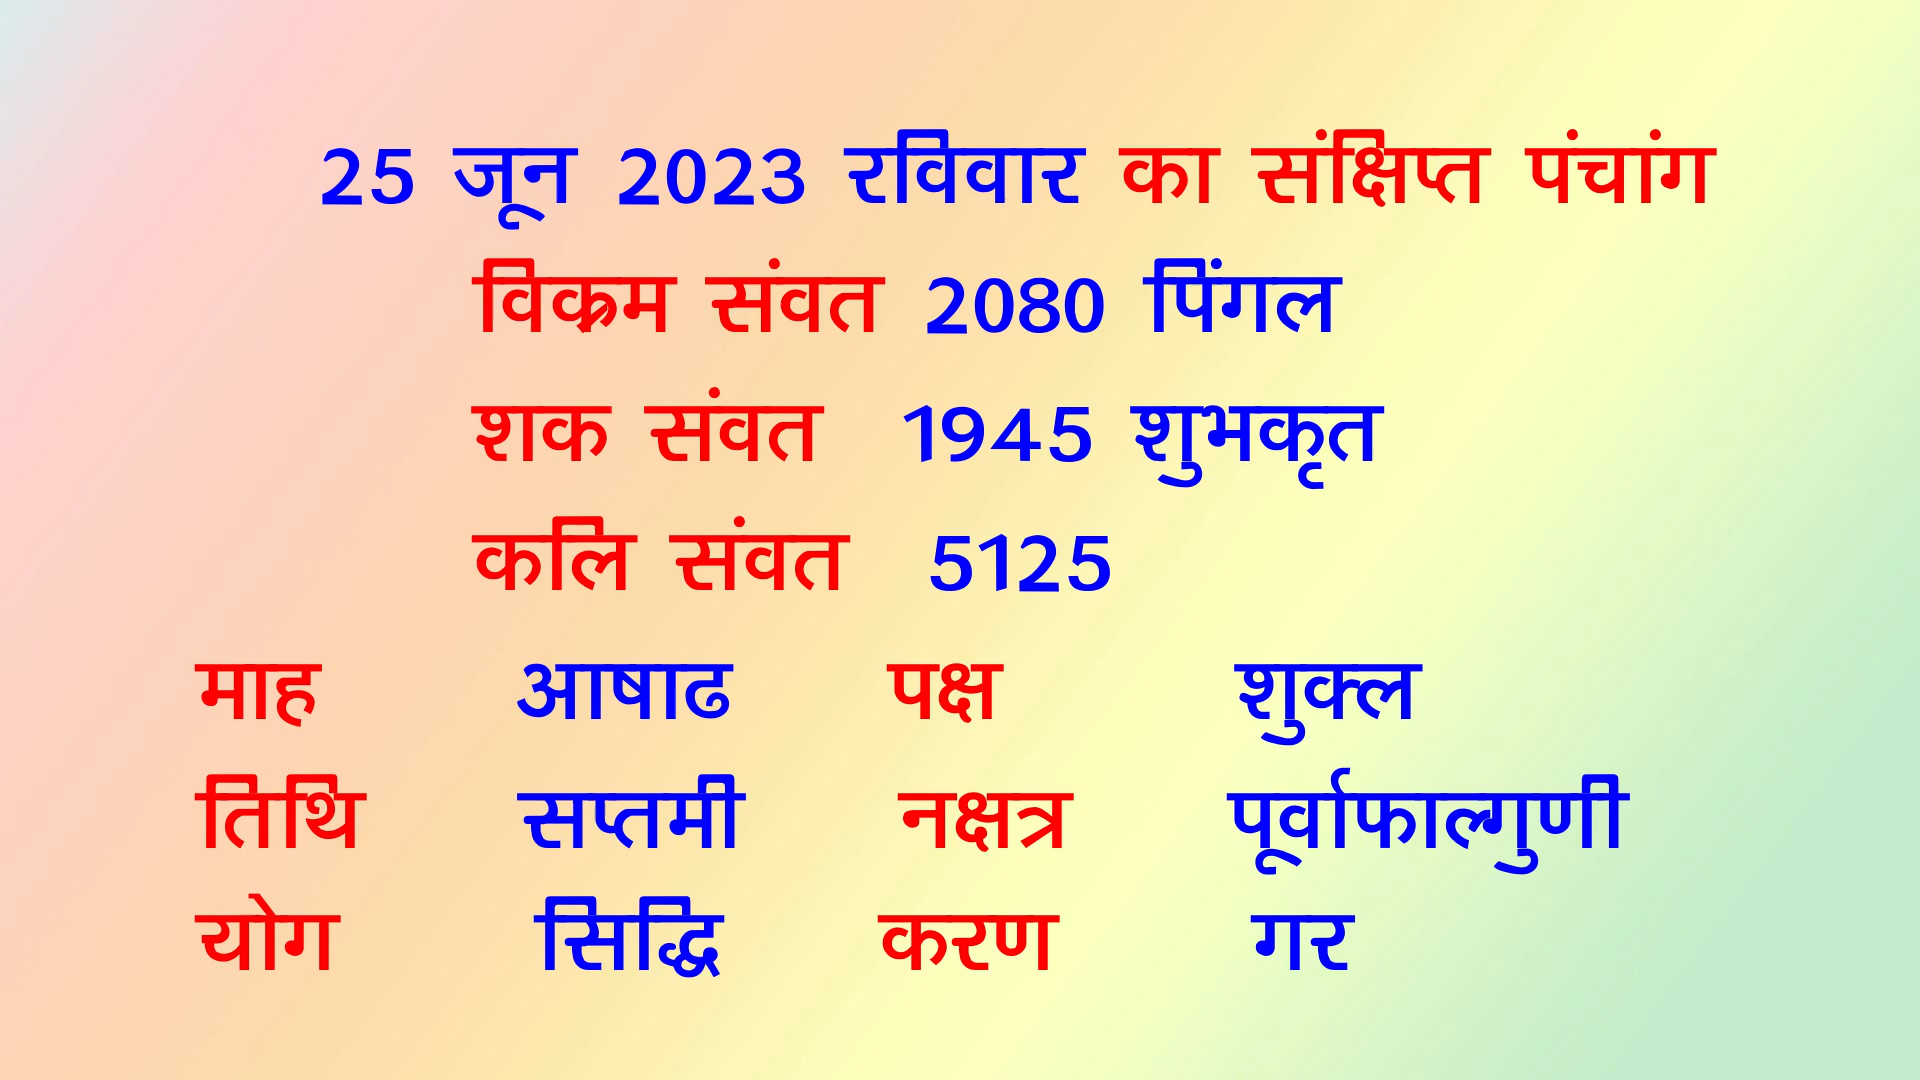 25 जून 2023 रविवार का संक्षिप्त पंचांग
विक्रम संवत 2080 पिंगल
शक संवत 1945 शुभकृत
कलि संवत 5125
माह आषाढ पक्ष शुक्ल
तिथि सप्तमी नक्षत्र पूर्वाफाल्गुणी
योग सिद्धि करण गर